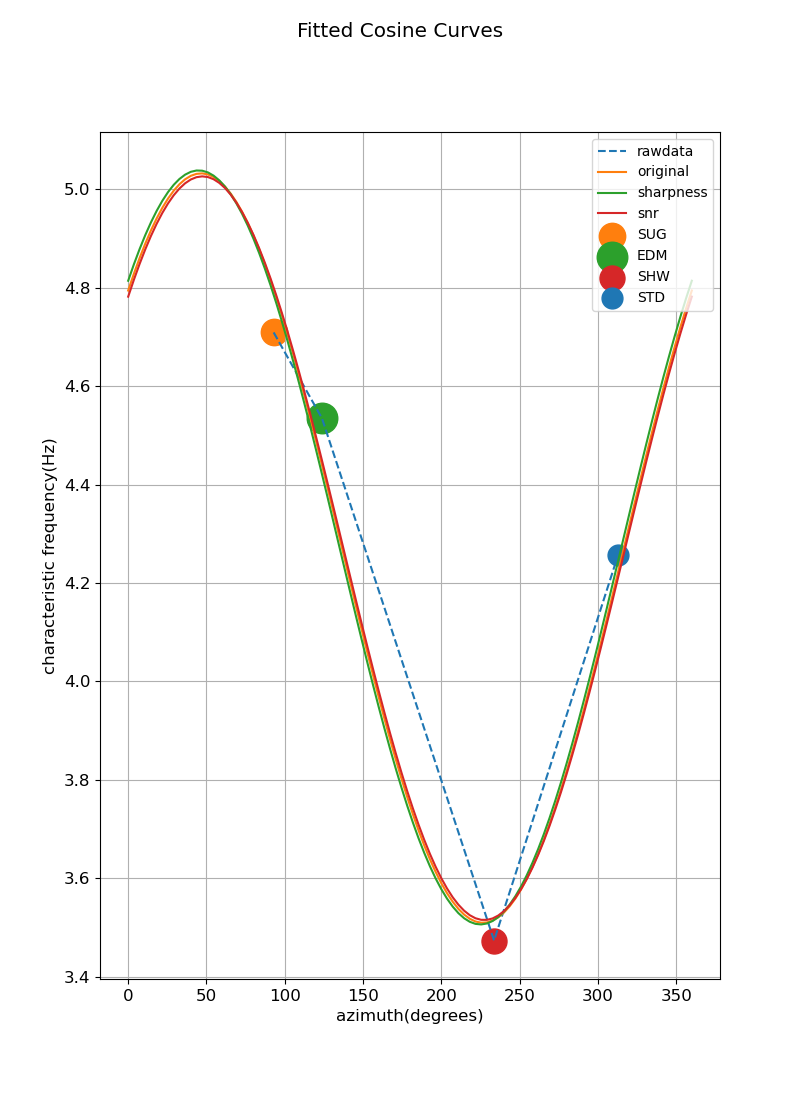 Fitted Cosine Curves
rawdata
original
sharpness
snr
SUG
EDM
SHW
STD
characteristic frequency(Hz)
5.0
4.8
4.6
4.4
4.2
4.0
3.8
3.6
3.4
0 50 100 150 200 250 300 350
azimuth(degrees)